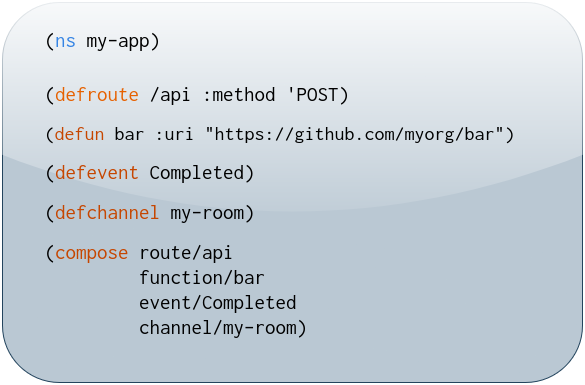 (ns my-app)
(defroute /api :method 'POST)
(defun bar :uri "https://github.com/myorg/bar")
(defevent Completed)
(defchannel my-room)
(compose route/api
function/bar
event/Completed
channel/my-room)